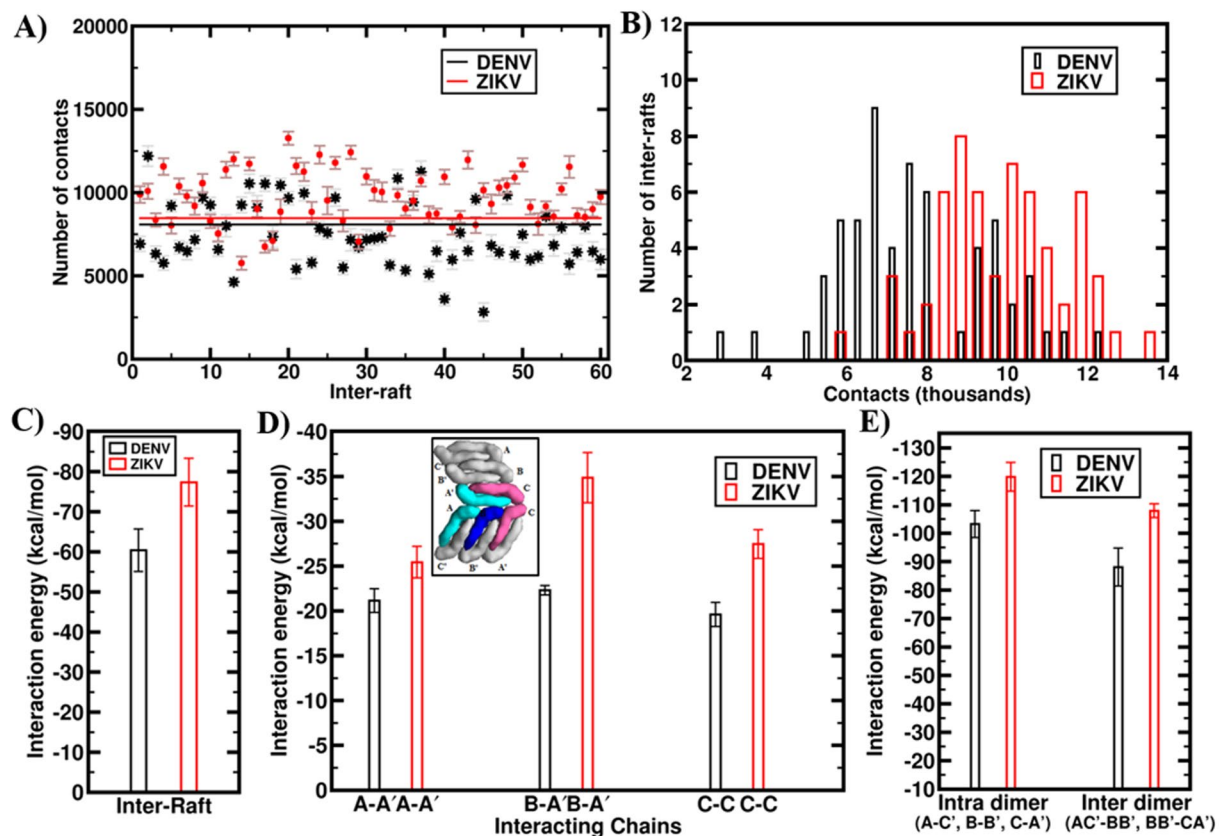 A)
20000
15000
10000
5000
0
Number of contacts
DENV
ZIKV
0 10 20 30 40 50 60
Inter-raft
B)
12
10
8
6
4
2
0
Number of inter-rafts
DENV
ZIKV
2 4 6 8 10 12 14
Contacts (thousands)
C)
-90
-80
-70
-60
-50
-40
-30
-20
-10
0
Interaction energy (kcal/mol)
DENV
ZIKV
Inter-Raft
D)
-40
-35
-30
-25
-20
-15
-10
-5
0
Interaction energy (kcal/mol)
A
C'
B
B'
A'
C
A
C
C'
B'
A'
DENV
ZIKV
A-A′A-A′ B-A′B-A′ C-C C-C
Interacting Chains
E)
-130
-120
-110
-100
-90
-80
-70
-60
-50
-40
-30
-20
-10
Interaction energy (kcal/mol)
DENV
ZIKV
Intra dimer Inter dimer
(A-C', B-B', C-A') (AC'-BB', BB'-CA')